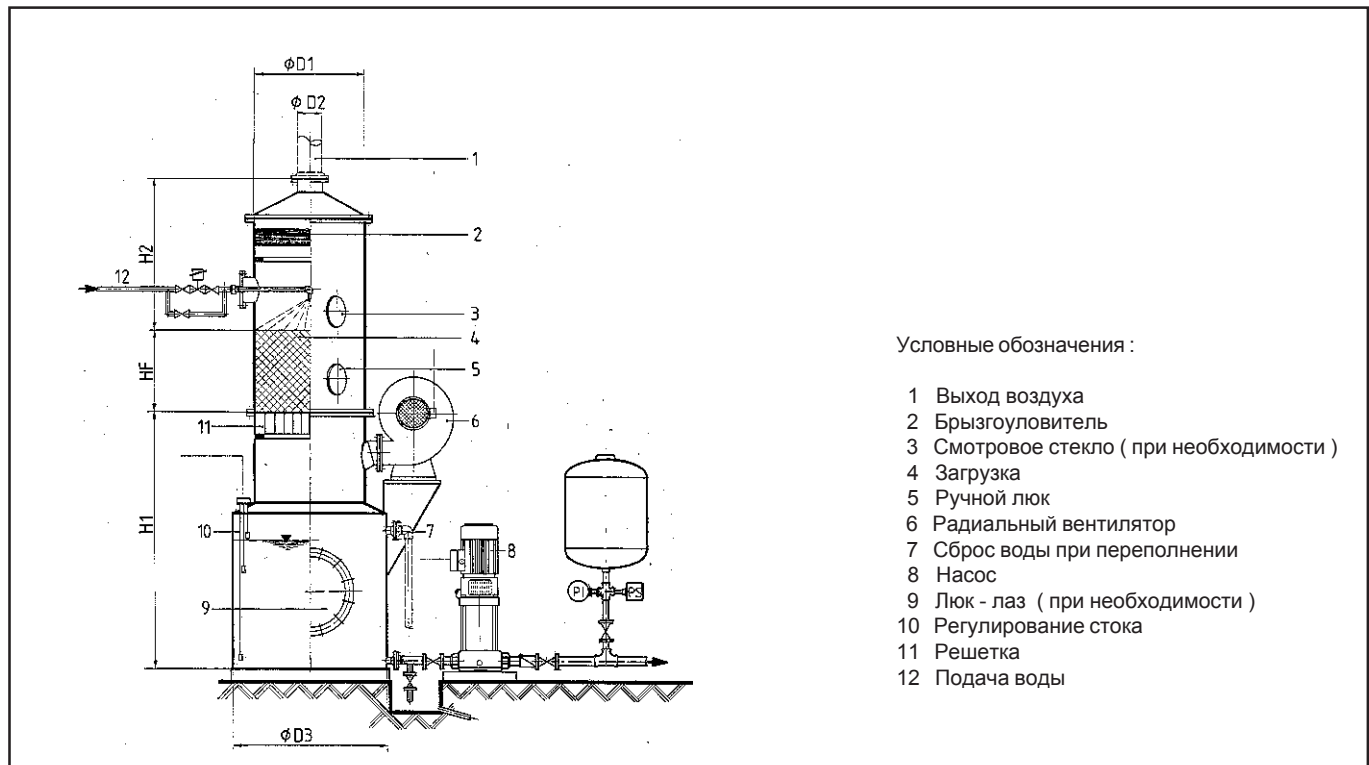 ϕD1
ϕD2
1
2
H2
12
3
4
HF
5
6
11
H1
10
7
8
PI
PS
9
ϕD3
Условные обозначения :
1 Выход воздуха
2 Брызгоуловитель
3 Смотровое стекло ( при необходимости )
4 Загрузка
5 Ручной люк
6 Радиальный вентилятор
7 Сброс воды при переполнении
8 Насос
9 Люк - лаз ( при необходимости )
10 Регулирование стока
11 Решетка
12 Подача воды